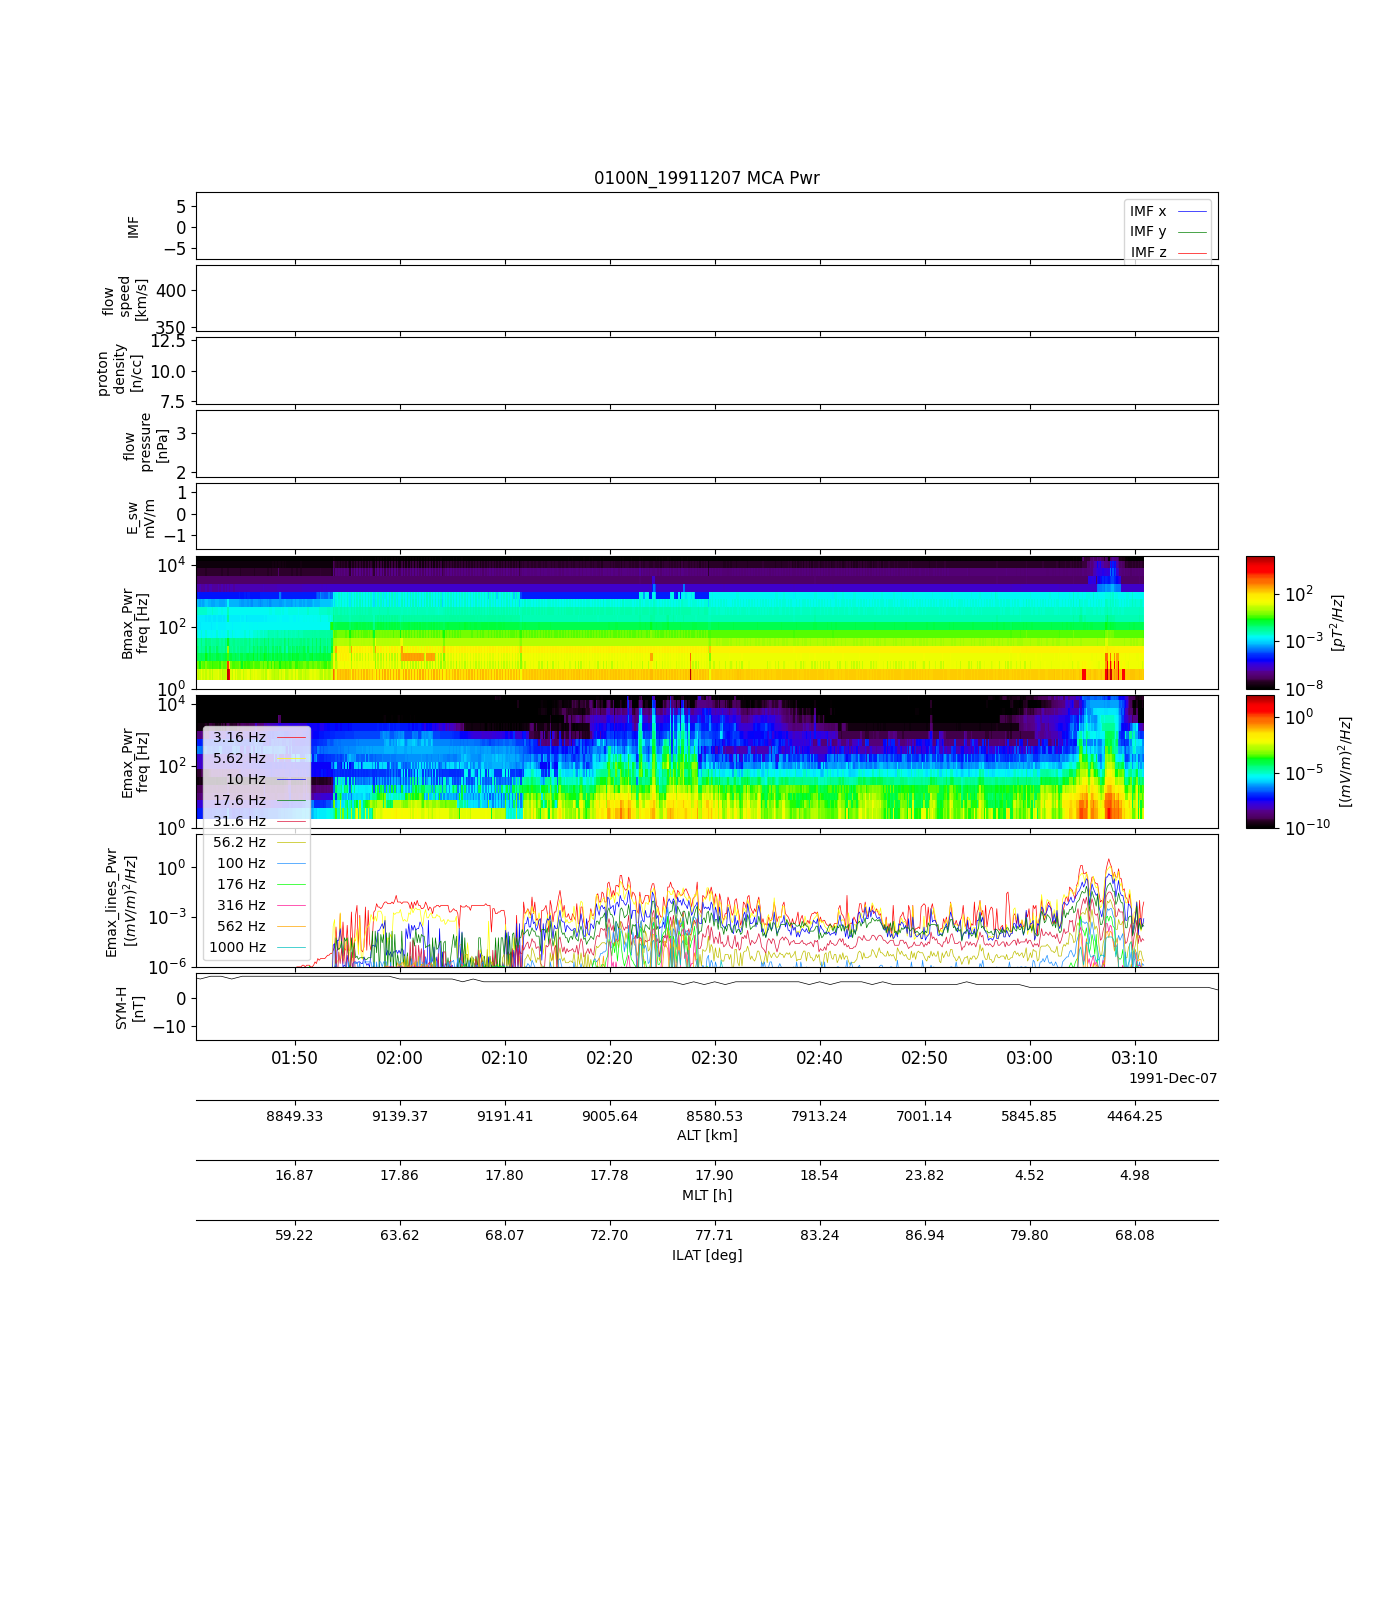 0100N_19911207 MCA Pwr
IMF
5
0
−5
IMF x
IMF y
IMF z
flow
speed
[km/s]
400
350
proton
density
[n/cc]
12.5
10.0
7.5
flow
pressure
[nPa]
3
2
E_sw
mV/m
1
0
−1
Bmax_Pwr
freq [Hz]
10^4
10^2
10^0
10^2
10^−3
10^−8
[pT^2/Hz]
Emax_Pwr
freq [Hz]
10^4
10^2
10^0
10^0
10^−5
10^−10
[(mV/m)^2/Hz]
3.16 Hz
5.62 Hz
10 Hz
17.6 Hz
31.6 Hz
56.2 Hz
100 Hz
176 Hz
316 Hz
562 Hz
1000 Hz
Emax_lines_Pwr
[(mV/m)^2/Hz]
10^0
10^−3
10^−6
SYM-H
[nT]
0
−10
01:50 02:00 02:10 02:20 02:30 02:40 02:50 03:00 03:10
1991-Dec-07
8849.33 9139.37 9191.41 9005.64 8580.53 7913.24 7001.14 5845.85 4464.25
ALT [km]
16.87 17.86 17.80 17.78 17.90 18.54 23.82 4.52 4.98
MLT [h]
59.22 63.62 68.07 72.70 77.71 83.24 86.94 79.80 68.08
ILAT [deg]